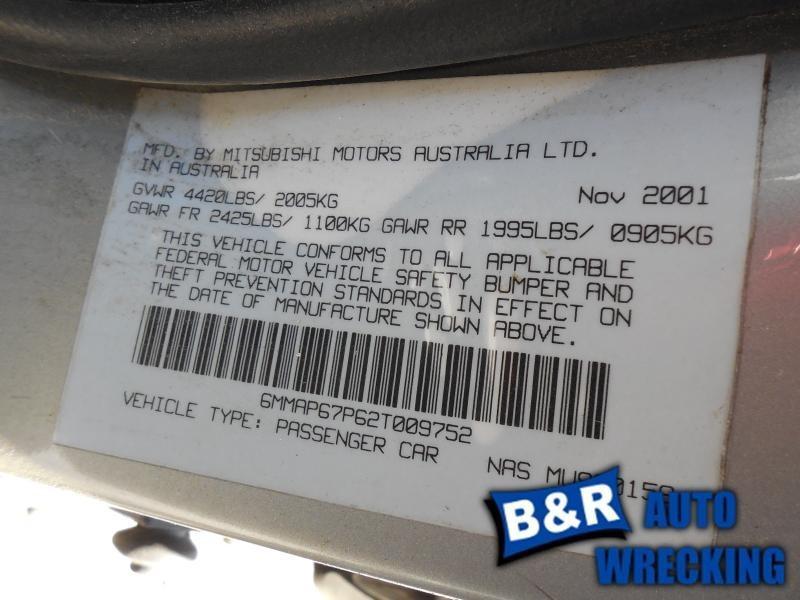 MFD. BY MITSUBISHI MOTORS AUSTRALIA LTD.
IN AUSTRALIA
GVWR 4420LBS/ 2005KG Nov 2001
GAWR FR 2425LBS/ 1100KG GAWR RR 1995LBS/ 0905KG
THIS VEHICLE CONFORMS TO ALL APPLICABLE
FEDERAL MOTOR VEHICLE SAFETY BUMPER AND
THEFT PREVENTION STANDARDS IN EFFECT ON
THE DATE OF MANUFACTURE SHOWN ABOVE.
6MMAP67P62T009752
VEHICLE TYPE: PASSENGER CAR NAS
B&R AUTO
WRECKING